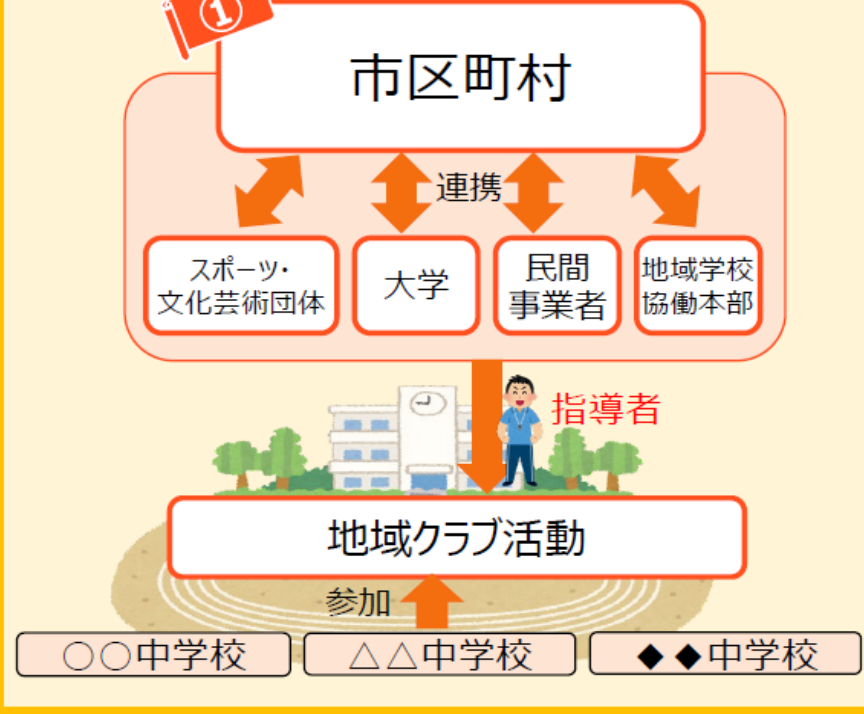 ①
市区町村
連携
スポーツ・
文化芸術団体
大学
民間
事業者
地域学校
協働本部
指導者
地域クラブ活動
参加
○○中学校
△△中学校
◆◆中学校